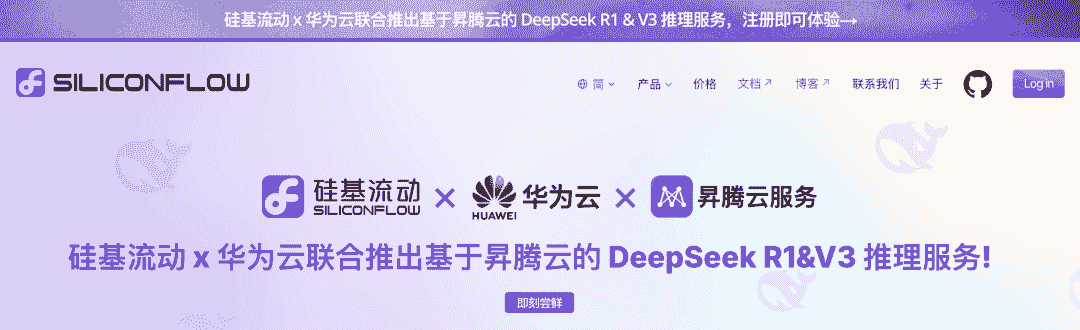 硅基流动 x 华为云联合推出基于昇腾云的 DeepSeek R1 & V3 推理服务，注册即可体验→
SILICONFLOW 简 产品 价格 文档↗ 博客↗ 联系我们 关于 Log in
硅基流动 SILICONFLOW × HUAWEI 华为云 × 昇腾云服务
硅基流动 x 华为云联合推出基于昇腾云的 DeepSeek R1&V3 推理服务!
即刻尝鲜